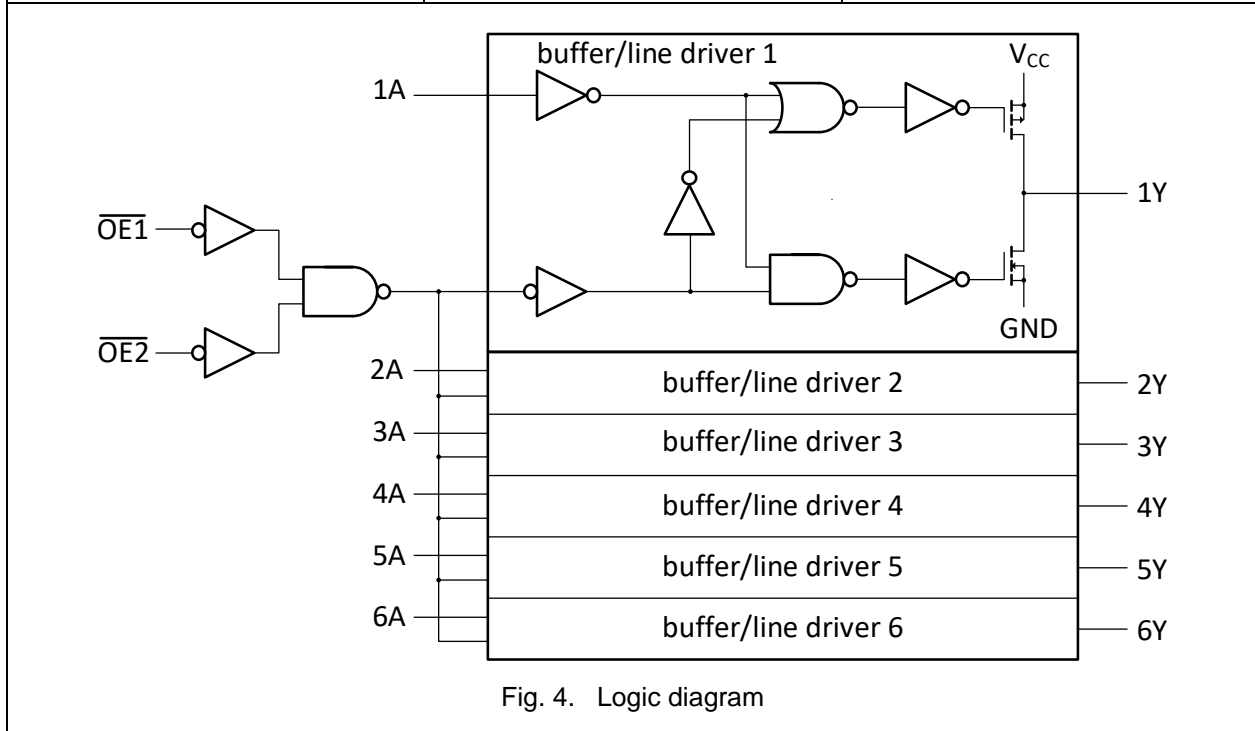 buffer/line driver 1
VCC
1A
1Y
OE1
OE2
GND
2A
buffer/line driver 2
2Y
3A
buffer/line driver 3
3Y
4A
buffer/line driver 4
4Y
5A
buffer/line driver 5
5Y
6A
buffer/line driver 6
6Y
Fig. 4. Logic diagram